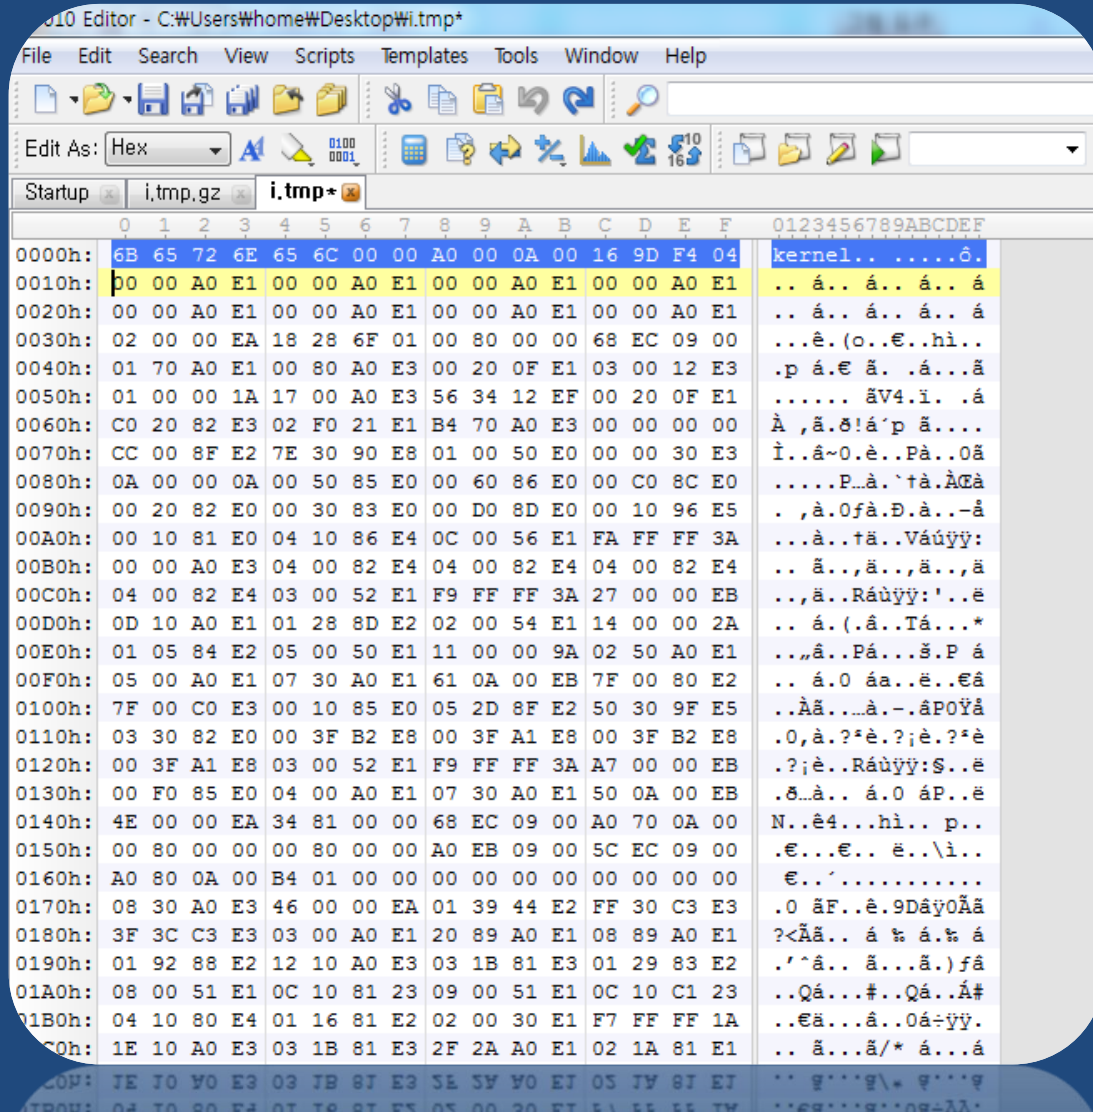 010 Editor - C:₩Users₩home₩Desktop₩i.tmp*
File Edit Search View Scripts Templates Tools Window Help
Edit As: Hex
Startup i.tmp.gz i.tmp*
0 1 2 3 4 5 6 7 8 9 A B C D E F 0123456789ABCDEF
0000h: 6B 65 72 6E 65 6C 00 00 A0 00 0A 00 16 9D F4 04 kernel.. .....ô.
0010h: 00 00 A0 E1 00 00 A0 E1 00 00 A0 E1 00 00 A0 E1 .. á.. á.. á.. á
0020h: 00 00 A0 E1 00 00 A0 E1 00 00 A0 E1 00 00 A0 E1 .. á.. á.. á.. á
0030h: 02 00 00 EA 18 28 6F 01 00 80 00 00 68 EC 09 00 ...ê.(o..€..hì..
0040h: 01 70 A0 E1 00 80 A0 E3 00 20 0F E1 03 00 12 E3 .p á.€ ã. .á...ã
0050h: 01 00 00 1A 17 00 A0 E3 56 34 12 EF 00 20 0F E1 ...... ãV4.ï. .á
0060h: C0 20 82 E3 02 F0 21 E1 B4 70 A0 E3 00 00 00 00 À ‚ã.ð!á´p ã....
0070h: CC 00 8F E2 7E 30 90 E8 01 00 50 E0 00 00 30 E3 Ì..â~0.è..Pà..0ã
0080h: 0A 00 00 0A 00 50 85 E0 00 60 86 E0 00 C0 8C E0 .....P…à.`†à.ÀŒà
0090h: 00 20 82 E0 00 30 83 E0 00 D0 8D E0 00 10 96 E5 . ‚à.0ƒà.Ð.à..–å
00A0h: 00 10 81 E0 04 10 86 E4 0C 00 56 E1 FA FF FF 3A ...à..†ä..Váúÿÿ:
00B0h: 00 00 A0 E3 04 00 82 E4 04 00 82 E4 04 00 82 E4 .. ã..‚ä..‚ä..‚ä
00C0h: 04 00 82 E4 03 00 52 E1 F9 FF FF 3A 27 00 00 EB ..‚ä..Ráùÿÿ:'..ë
00D0h: 0D 10 A0 E1 01 28 8D E2 02 00 54 E1 14 00 00 2A .. á.(.â..Tá...*
00E0h: 01 05 84 E2 05 00 50 E1 11 00 00 9A 02 50 A0 E1 ..„â..Pá...š.P á
00F0h: 05 00 A0 E1 07 30 A0 E1 61 0A 00 EB 7F 00 80 E2 .. á.0 áa..ë..€â
0100h: 7F 00 C0 E3 00 10 85 E0 05 2D 8F E2 50 30 9F E5 ..Àã..…à.-.âP0Ÿå
0110h: 03 30 82 E0 00 3F B2 E8 00 3F A1 E8 00 3F B2 E8 .0‚à.?²è.?¡è.?²è
0120h: 00 3F A1 E8 03 00 52 E1 F9 FF FF 3A A7 00 00 EB .?¡è..Ráùÿÿ:§..ë
0130h: 00 F0 85 E0 04 00 A0 E1 07 30 A0 E1 50 0A 00 EB .ð…à.. á.0 áP..ë
0140h: 4E 00 00 EA 34 81 00 00 68 EC 09 00 A0 70 0A 00 N..ê4...hì.. p..
0150h: 00 80 00 00 00 80 00 00 A0 EB 09 00 5C EC 09 00 .€...€.. ë..\ì..
0160h: A0 80 0A 00 B4 01 00 00 00 00 00 00 00 00 00 00 €..´...........
0170h: 08 30 A0 E3 46 00 00 EA 01 39 44 E2 FF 30 C3 E3 .0 ãF..ê.9Dâÿ0Ãã
0180h: 3F 3C C3 E3 03 00 A0 E1 20 89 A0 E1 08 89 A0 E1 ?<Ãã.. á ‰ á.‰ á
0190h: 01 92 88 E2 12 10 A0 E3 03 1B 81 E3 01 29 83 E2 .’ˆâ.. ã...ã.)ƒâ
01A0h: 08 00 51 E1 0C 10 81 23 09 00 51 E1 0C 10 C1 23 ..Qá...#..Qá..Á#
01B0h: 04 10 80 E4 01 16 81 E2 02 00 30 E1 F7 FF FF 1A ..€ä...â..0á÷ÿÿ.
C0h: 1E 10 A0 E3 03 1B 81 E3 2F 2A A0 E1 02 1A 81 E1 .. ã...ã/* á...á